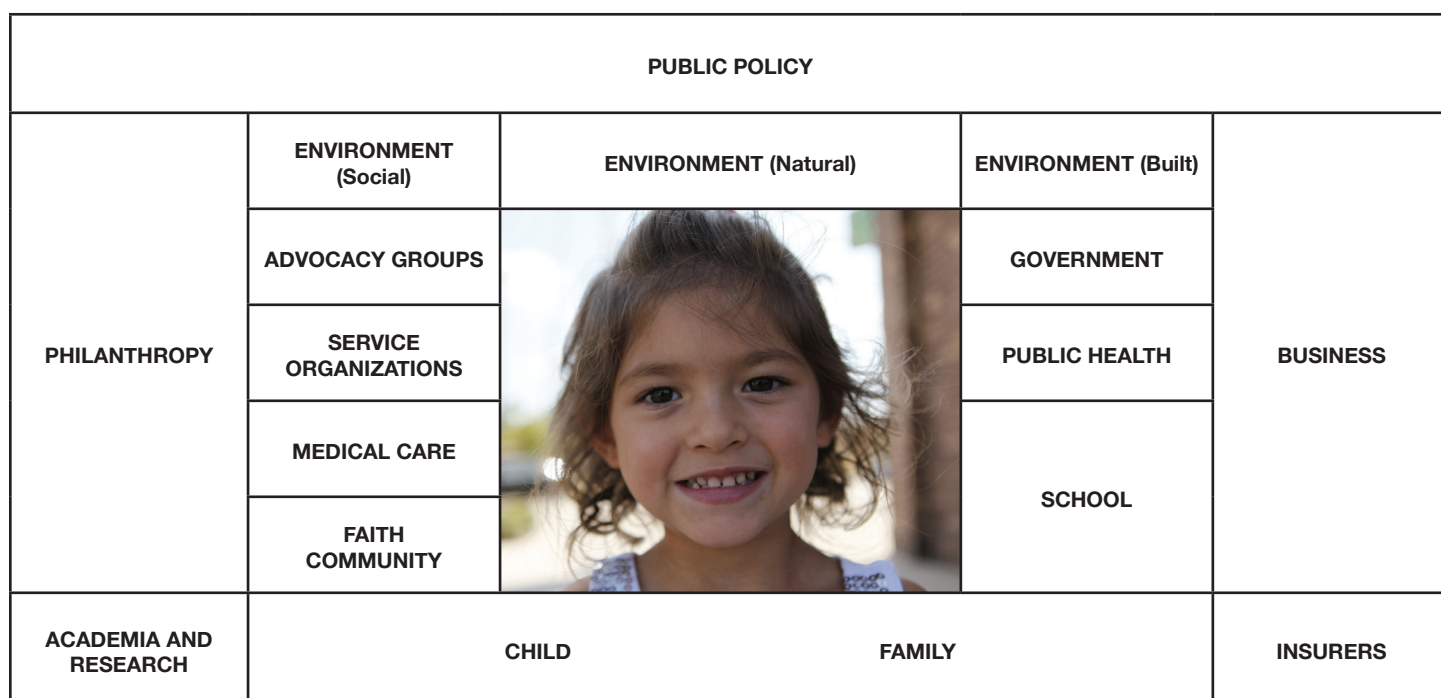 PUBLIC POLICY
ENVIRONMENT
(Social)
ENVIRONMENT (Natural)
ENVIRONMENT (Built)
ADVOCACY GROUPS
GOVERNMENT
PHILANTHROPY
SERVICE
ORGANIZATIONS
PUBLIC HEALTH
BUSINESS
MEDICAL CARE
SCHOOL
FAITH
COMMUNITY
ACADEMIA AND
RESEARCH
CHILD
FAMILY
INSURERS